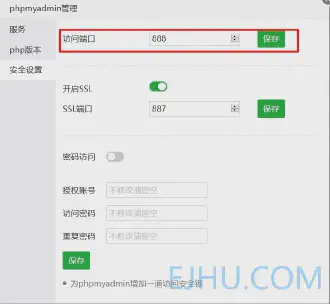 phpmyadmin管理
服务
php版本
安全设置
访问端口 888 保存
开启SSL
SSL端口 887 保存
密码访问
授权账号 不修改请留空
访问密码 不修改请留空
重复密码 不修改请留空
保存
为phpmyadmin增加一道访问安全锁
EJHU.COM